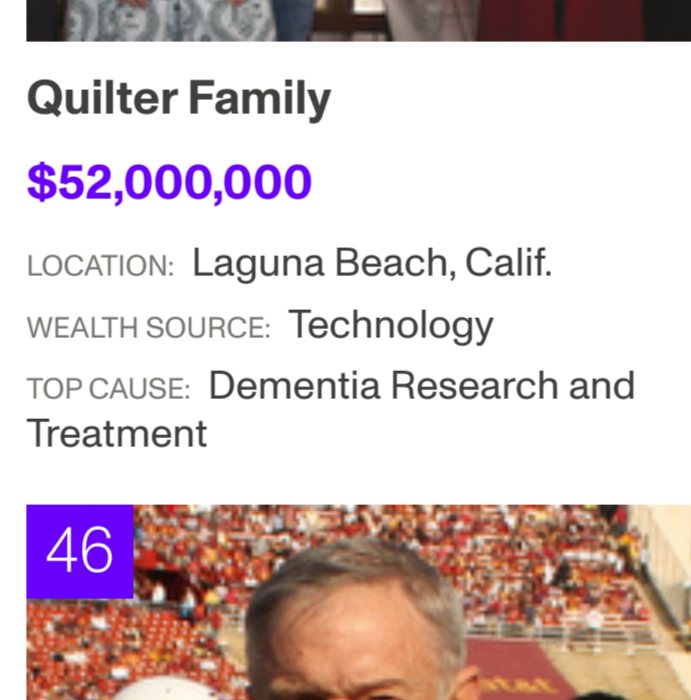 Quilter Family
$52,000,000
LOCATION: Laguna Beach, Calif.
WEALTH SOURCE: Technology
TOP CAUSE: Dementia Research and
Treatment
46